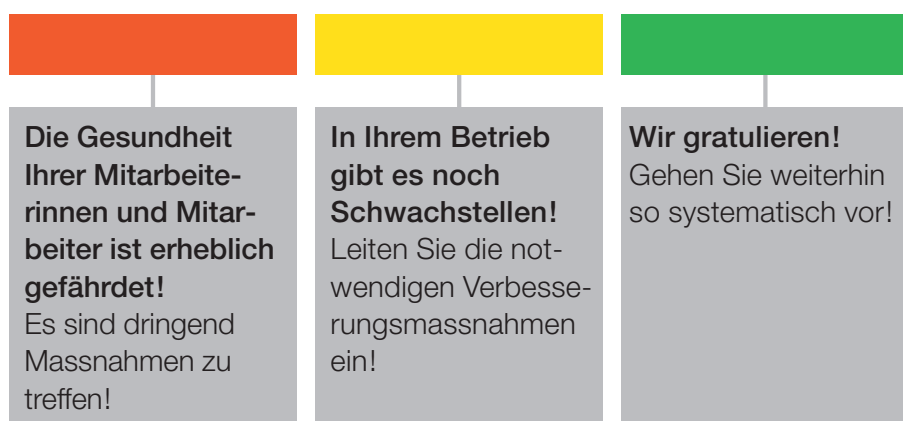 Die Gesundheit
Ihrer Mitarbeite-
rinnen und Mitar-
beiter ist erheblich
gefährdet!
Es sind dringend
Massnahmen zu
treffen!
In Ihrem Betrieb
gibt es noch
Schwachstellen!
Leiten Sie die not-
wendigen Verbesse-
rungsmassnahmen
ein!
Wir gratulieren!
Gehen Sie weiterhin
so systematisch vor!